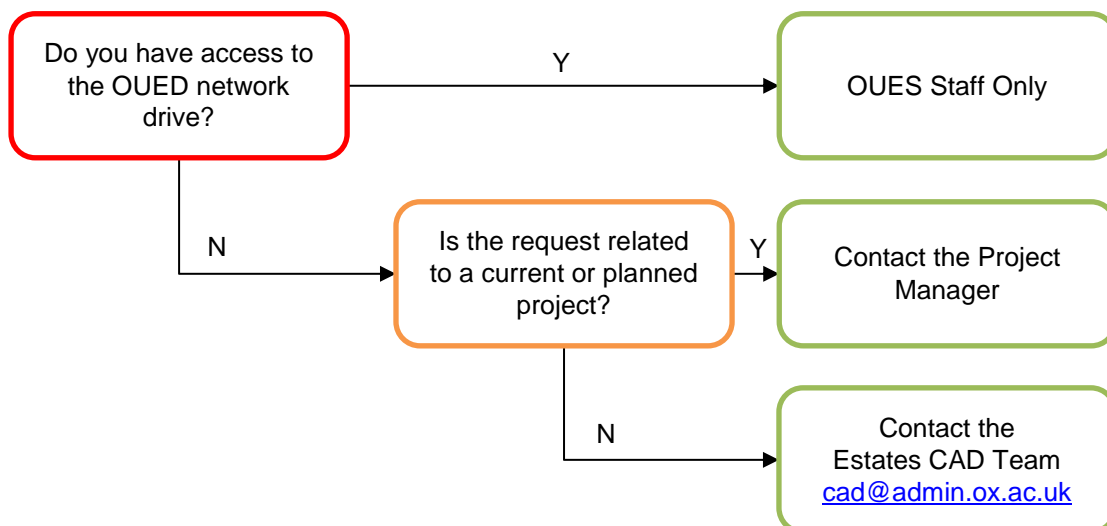 Do you have access to
the OUED network
drive?
Y
OUES Staff Only
N
Is the request related
to a current or planned
project?
Y
Contact the Project
Manager
N
Contact the
Estates CAD Team
cad@admin.ox.ac.uk